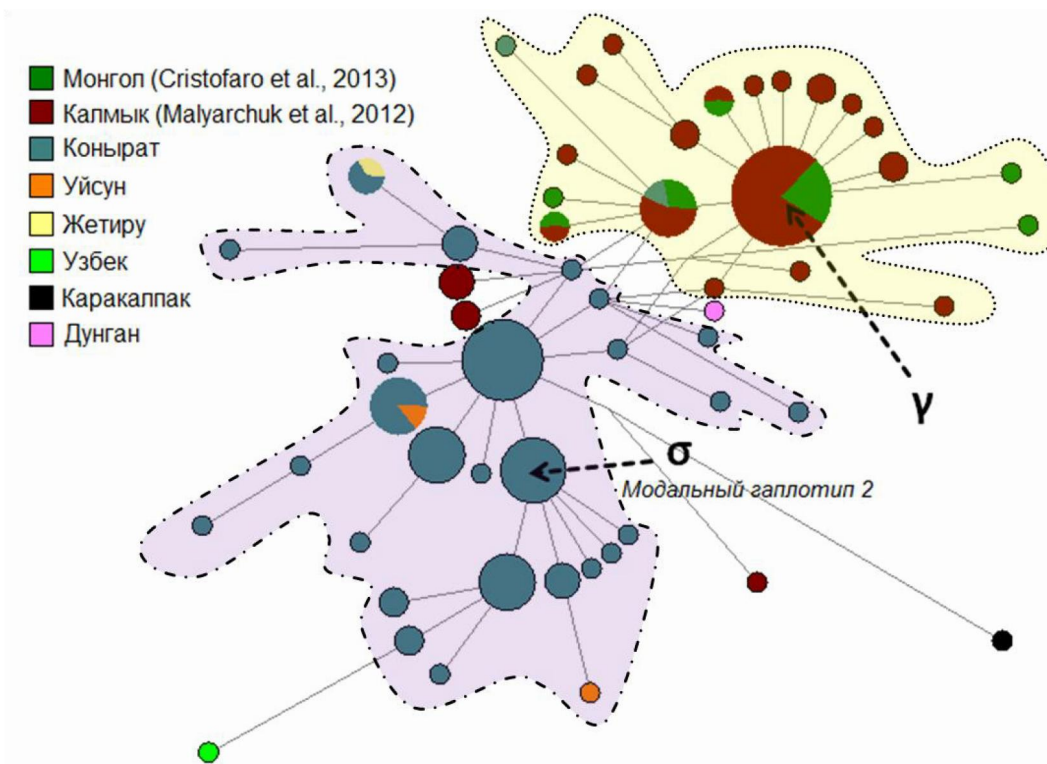 Монгол (Cristofaro et al., 2013)
Калмык (Malyarchuk et al., 2012)
Конырат
Уйсун
Жетиру
Узбек
Каракалпак
Дунган
γ
σ
Модальный гаплотип 2